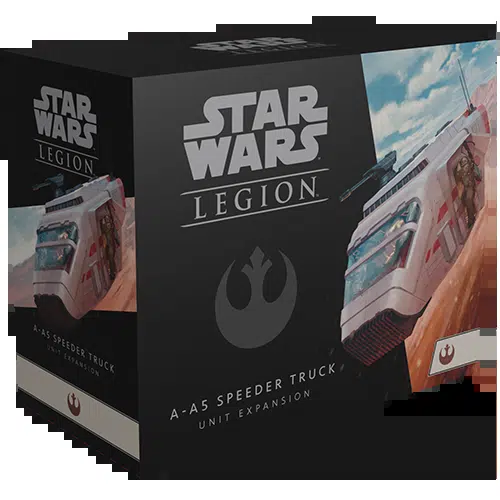 STAR
WARS
LEGION
A-A5 SPEEDER TRUCK
UNIT EXPANSION
STAR
WARS
LEGION
A-A5 SPEEDER TRUCK
UNIT EXPANSION